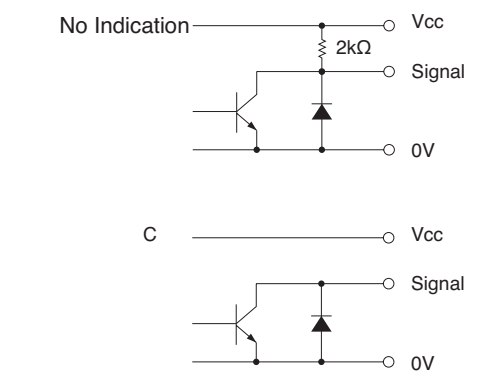 No Indication
Vcc
2kΩ
Signal
0V
C
Vcc
Signal
0V